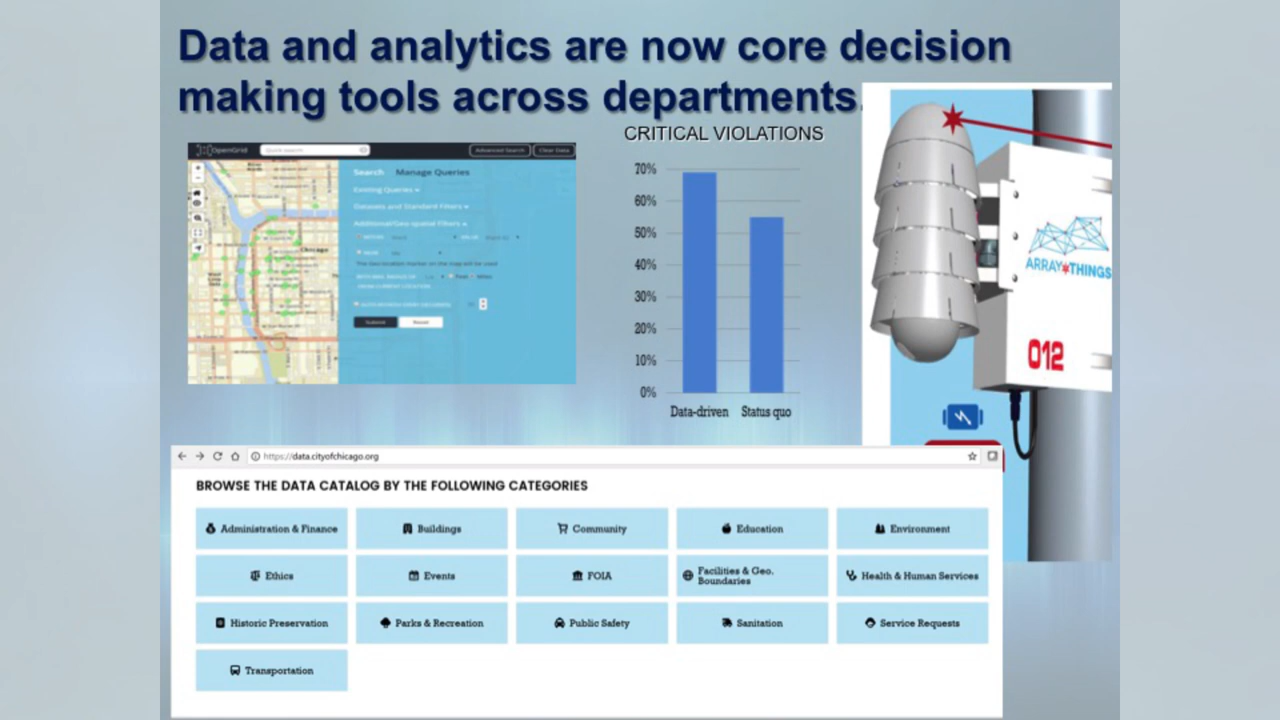 Data and analytics are now core decision
making tools across departments.
CRITICAL VIOLATIONS
OpenGrid
Quick search
Advanced Search
Clear Data
Search
Manage Queries
Existing Queries
Datasets and Standard Filters
Additional/Geo-spatial Filters
Chicago
Submit
Reset
70%
60%
50%
40%
30%
20%
10%
0%
Data-driven
Status quo
ARRAY THINGS
012
https://data.cityofchicago.org
BROWSE THE DATA CATALOG BY THE FOLLOWING CATEGORIES
Administration & Finance
Buildings
Community
Education
Environment
Ethics
Events
FOIA
Facilities & Geo.
Boundaries
Health & Human Services
Historic Preservation
Parks & Recreation
Public Safety
Sanitation
Service Requests
Transportation